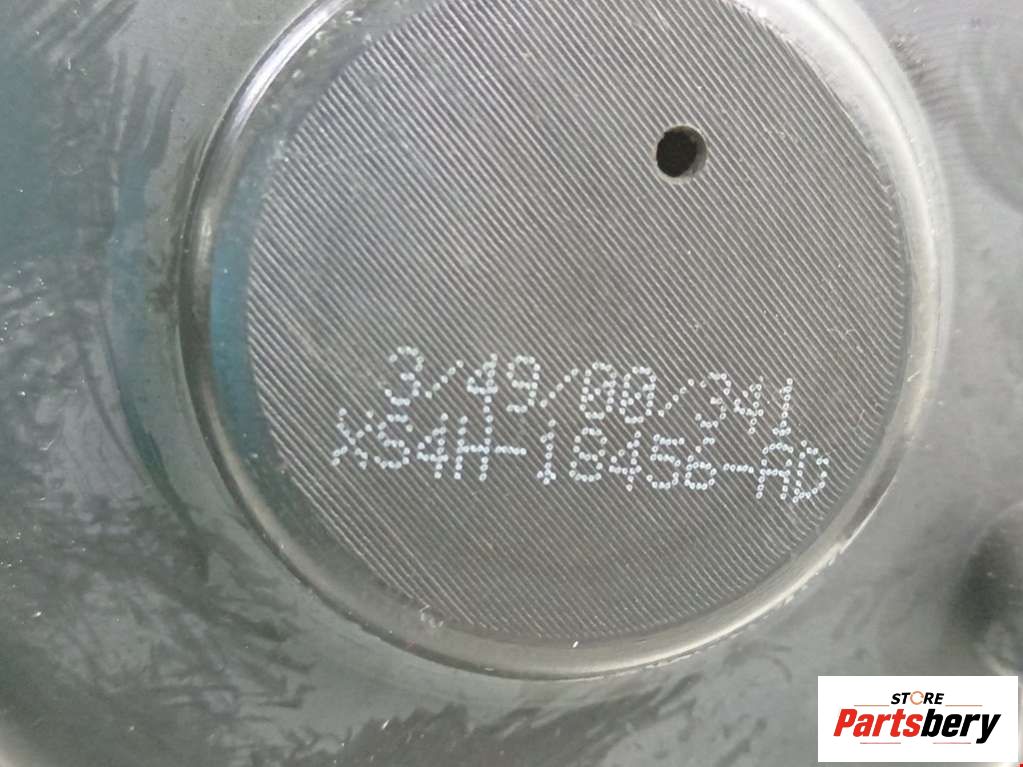 3/49/00/341
XS4H-18456-AD
STORE
Partsbery